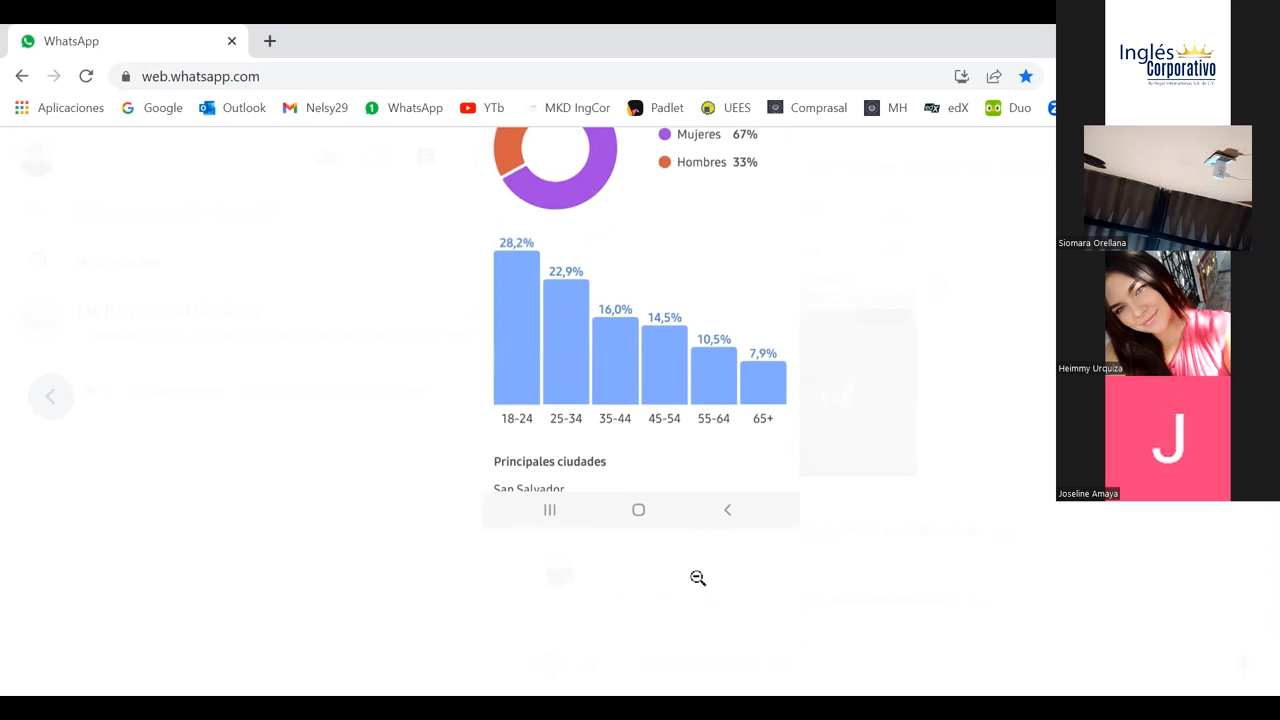 WhatsApp
web.whatsapp.com
Aplicaciones Google Outlook Nelsy29 WhatsApp YTb MKD IngCor Padlet UEES Comprasal MH edX Duo
Mujeres 67%
Hombres 33%
28,2%
22,9%
16,0%
14,5%
10,5%
7,9%
18-24 25-34 35-44 45-54 55-64 65+
Principales ciudades
San Salvador
Inglés
Corporativo
Siomara Orellana
Heimmy Urquiza
J
Joseline Amaya